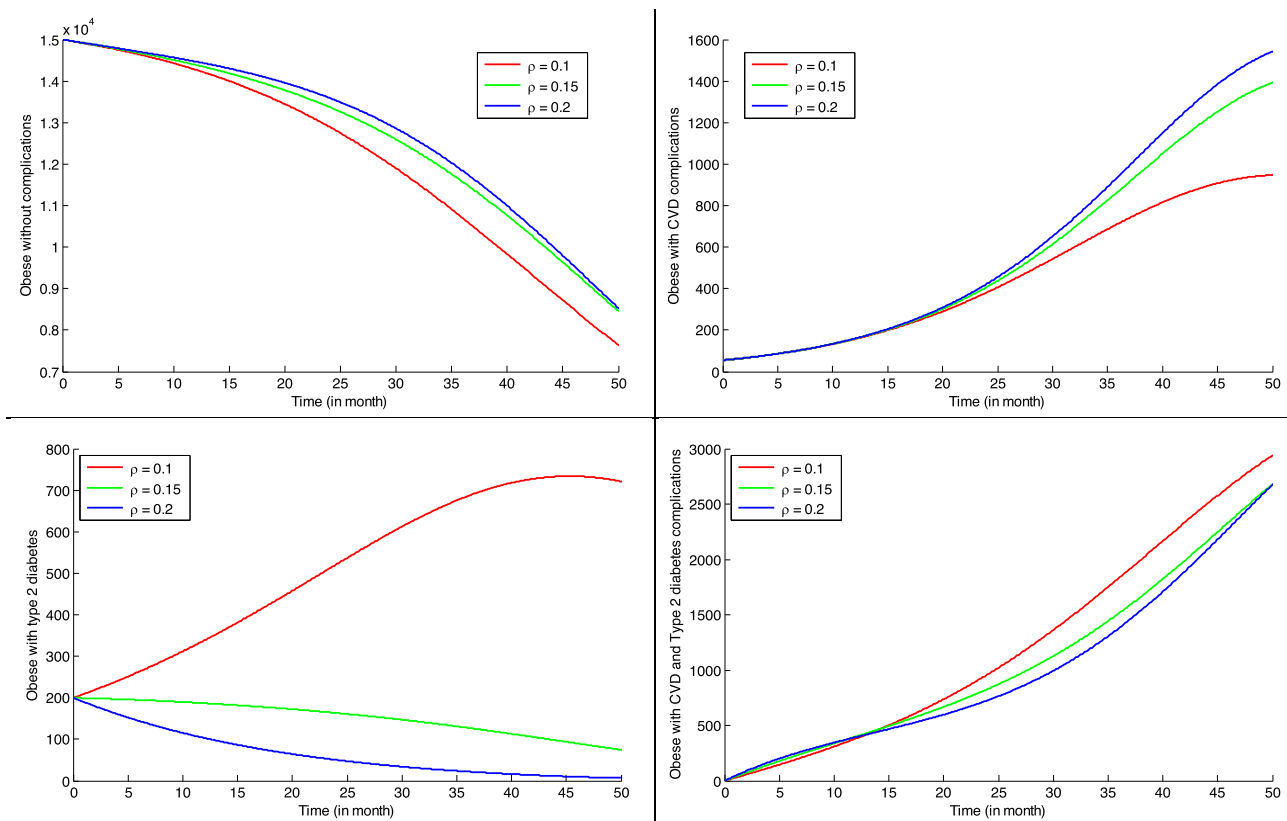 x 10⁴
1.5
1.4
1.3
1.2
1.1
1
0.9
0.8
0.7
0 5 10 15 20 25 30 35 40 45 50
Time (in month)
Obese without complications
ρ = 0.1
ρ = 0.15
ρ = 0.2
1600
1400
1200
1000
800
600
400
200
0
0 5 10 15 20 25 30 35 40 45 50
Time (in month)
Obese with CVD complications
ρ = 0.1
ρ = 0.15
ρ = 0.2
800
700
600
500
400
300
200
100
0
0 5 10 15 20 25 30 35 40 45 50
Time (in month)
Obese with type 2 diabetes
ρ = 0.1
ρ = 0.15
ρ = 0.2
3000
2500
2000
1500
1000
500
0
0 5 10 15 20 25 30 35 40 45 50
Time (in month)
Obese with CVD and Type 2 diabetes complications
ρ = 0.1
ρ = 0.15
ρ = 0.2